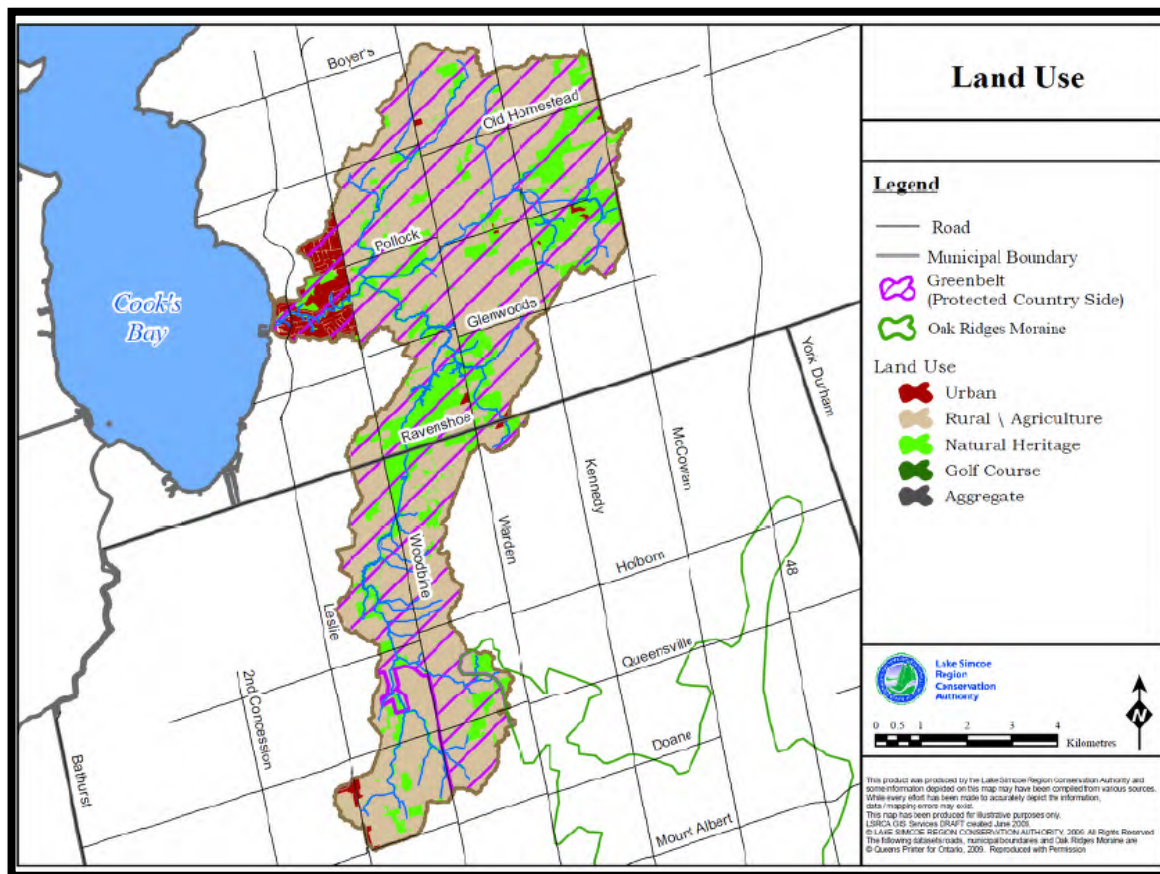 Land Use
Legend
Road
Municipal Boundary
Greenbelt
(Protected Country Side)
Oak Ridges Moraine
Land Use
Urban
Rural \ Agriculture
Natural Heritage
Golf Course
Aggregate
Boyer's
Old Homestead
Pollock
Cook's
Bay
Glenwoods
York Durham
Ravenshoe
McCowan
Kennedy
Warden
Woodbine
Holborn
48
Leslie
Queensville
2nd Concession
Doane
Bathurst
Mount Albert
Lake Simcoe
Region
Conservation
Authority
N
0 0.5 1 2 3 4
Kilometres
This product was produced by the Lake Simcoe Region Conservation Authority and
some information depicted on this map may have been compiled from various sources.
While every effort has been made to accurately depict the information,
data / mapping errors may exist.
This map has been produced for illustrative purposes only.
LSRCA GIS Services DRAFT created June 2009.
© LAKE SIMCOE REGION CONSERVATION AUTHORITY, 2009. All Rights Reserved
The following datasets roads, municipal boundaries and Oak Ridges Moraine are
© Queens Printer for Ontario, 2009. Reproduced with Permission